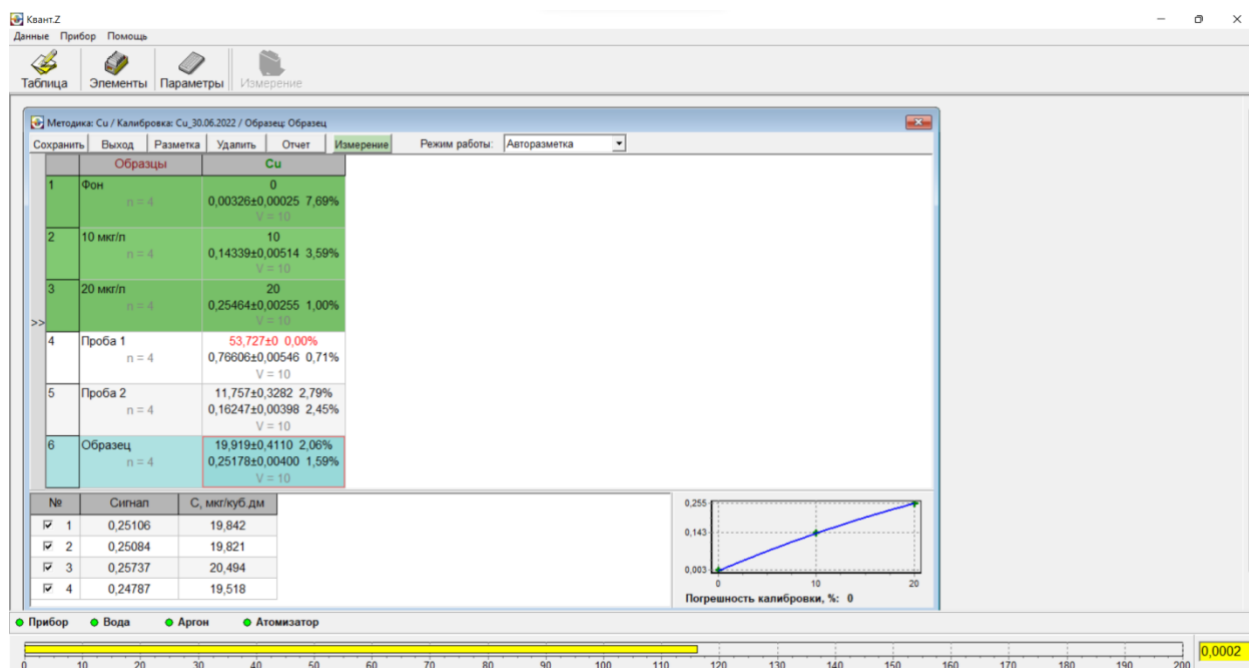 Квант.Z
Данные Прибор Помощь
Таблица Элементы Параметры Измерение
Методика: Cu / Калибровка: Cu_30.06.2022 / Образец: Образец
Сохранить Выход Разметка Удалить Отчет Измерение Режим работы: Авторазметка
Образцы Cu
1 Фон 0
n = 4 0,00326±0,00025 7,69%
V = 10
2 10 мкг/л 10
n = 4 0,14339±0,00514 3,59%
V = 10
3 20 мкг/л 20
n = 4 0,25464±0,00255 1,00%
V = 10
>>
4 Проба 1 53,727±0 0,00%
n = 4 0,76606±0,00546 0,71%
V = 10
5 Проба 2 11,757±0,3282 2,79%
n = 4 0,16247±0,00398 2,45%
V = 10
6 Образец 19,919±0,4110 2,06%
n = 4 0,25178±0,00400 1,59%
V = 10
№ Сигнал С, мкг/куб.дм
1 0,25106 19,842
2 0,25084 19,821
3 0,25737 20,494
4 0,24787 19,518
0,255
0,143
0,003
0 10 20
Погрешность калибровки, %: 0
Прибор Вода Аргон Атомизатор
0,0002
0 10 20 30 40 50 60 70 80 90 100 110 120 130 140 150 160 170 180 190 200